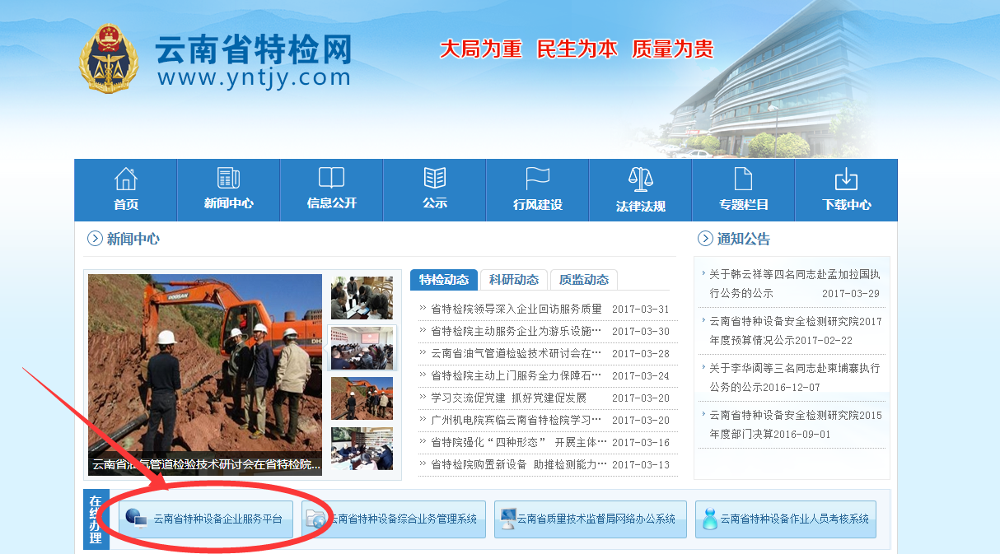 云南省特检网
www.yntjy.com
大局为重 民生为本 质量为贵
首页
新闻中心
信息公开
公示
行风建设
法律法规
专题栏目
下载中心
新闻中心
DOOSAN
云南省油气管道检验技术研讨会在省特检院...
特检动态 科研动态 质监动态
省特检院领导深入企业回访服务质量 2017-03-31
省特检院主动服务企业为游乐设施… 2017-03-30
云南省油气管道检验技术研讨会在… 2017-03-28
省特检院主动上门服务全力保障石… 2017-03-24
学习交流促党建 抓好党建促发展 2017-03-20
广州机电院宾临云南省特检院学习… 2017-03-20
省特院强化“四种形态” 开展主体… 2017-03-16
省特检院购置新设备 助推检测能力… 2017-03-13
通知公告
关于韩云祥等四名同志赴孟加拉国执
行公务的公示 2017-03-29
云南省特种设备安全检测研究院2017
年度预算情况公示2017-02-22
关于李华阂等三名同志赴柬埔寨执行
公务的公示2016-12-07
云南省特种设备安全检测研究院2015
年度部门决算2016-09-01
在线办理
云南省特种设备企业服务平台
云南省特种设备综合业务管理系统
云南省质量技术监督局网络办公系统
云南省特种设备作业人员考核系统